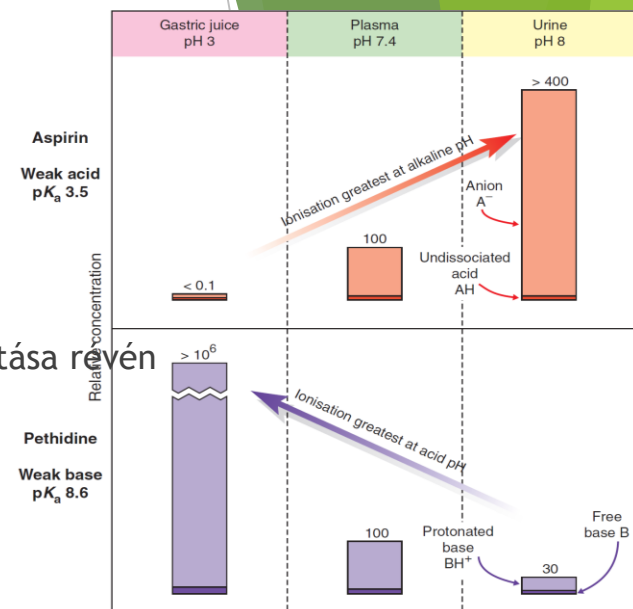 Gastric juice
pH 3
Plasma
pH 7.4
Urine
pH 8
Aspirin
Weak acid
pKa 3.5
< 0.1
100
> 400
Ionisation greatest at alkaline pH
Anion
A⁻
Undissociated
acid
AH
Relative concentration
tása révén
Pethidine
Weak base
pKa 8.6
> 10⁶
100
30
Ionisation greatest at acid pH
Protonated
base
BH⁺
Free
base B